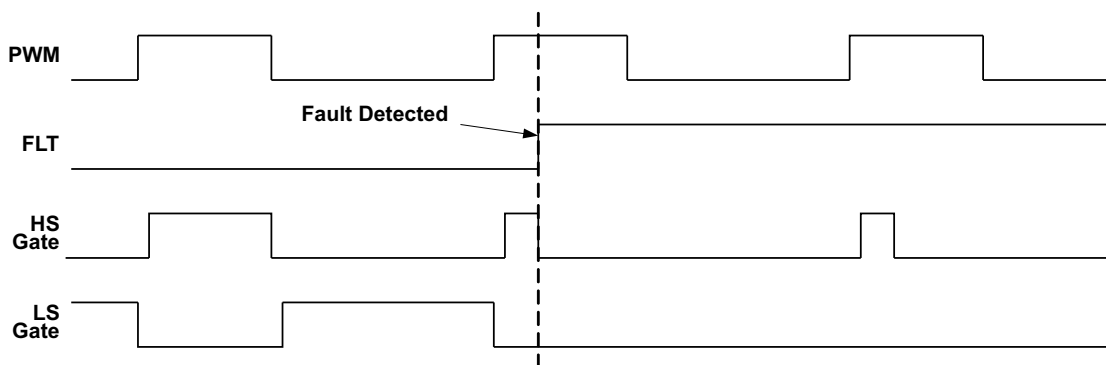 PWM
Fault Detected
FLT
HS
Gate
LS
Gate